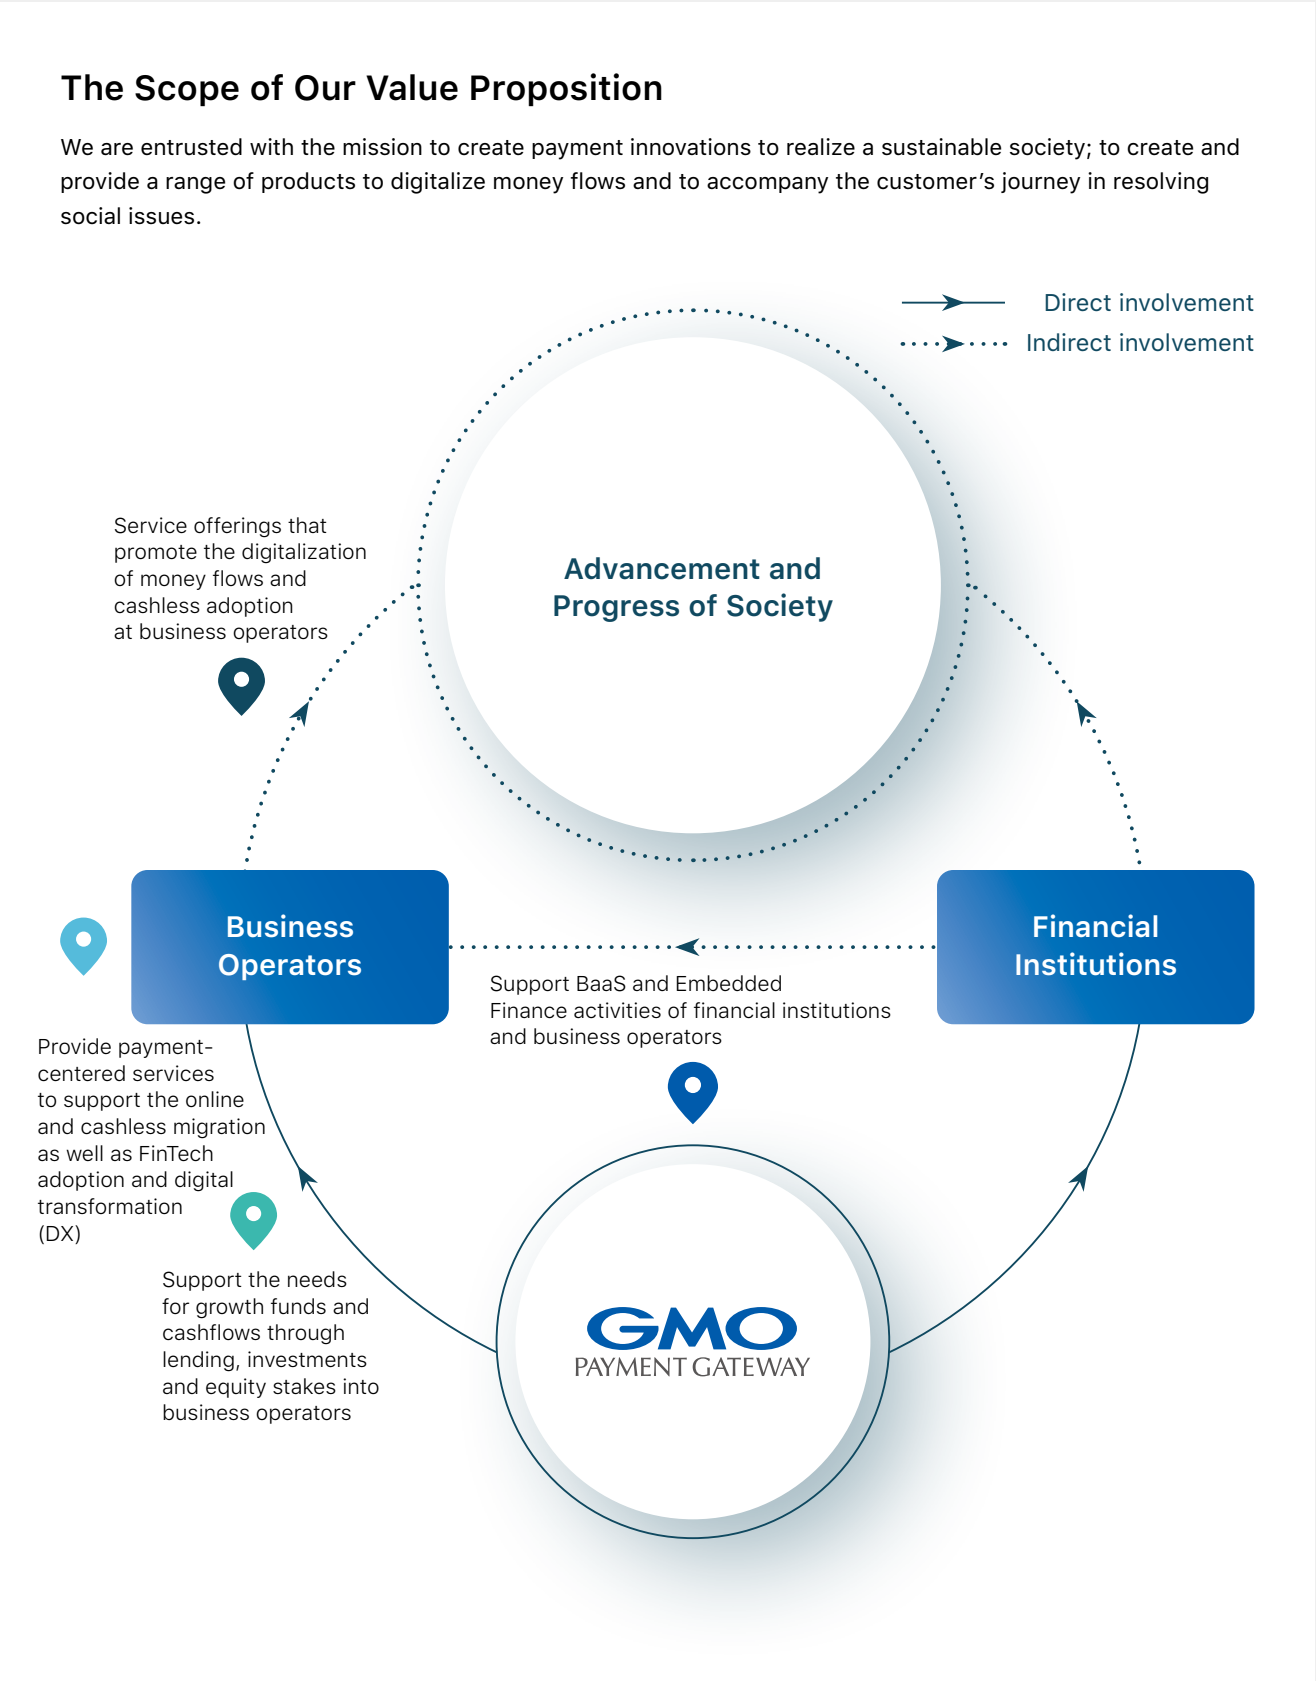 The Scope of Our Value Proposition
We are entrusted with the mission to create payment innovations to realize a sustainable society; to create and
provide a range of products to digitalize money flows and to accompany the customer’s journey in resolving
social issues.
Direct involvement
Indirect involvement
Service offerings that
promote the digitalization
of money flows and
cashless adoption
at business operators
Advancement and
Progress of Society
Business
Operators
Financial
Institutions
Support BaaS and Embedded
Finance activities of financial institutions
and business operators
Provide payment-
centered services
to support the online
and cashless migration
as well as FinTech
adoption and digital
transformation
(DX)
Support the needs
for growth funds and
cashflows through
lending, investments
and equity stakes into
business operators
GMO
PAYMENT GATEWAY